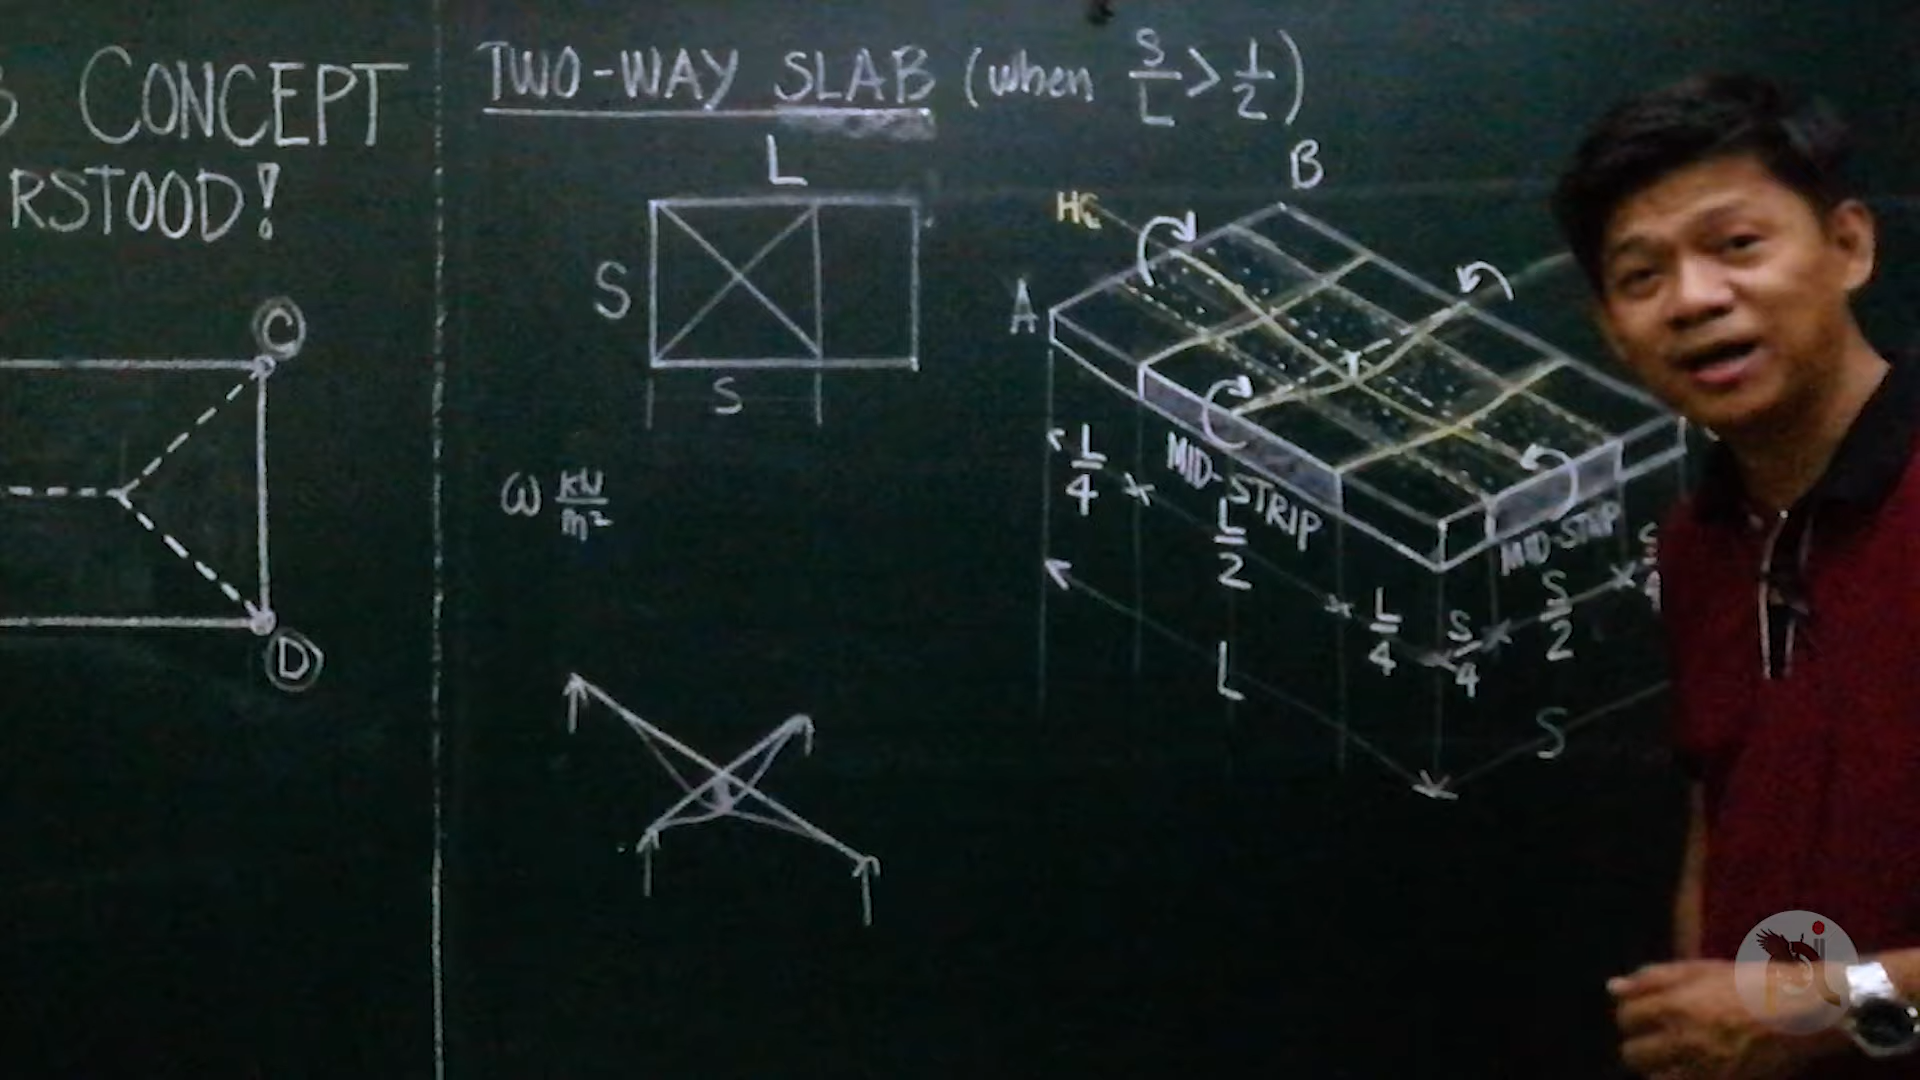 CONCEPT
RSTOOD!
C
D
TWO-WAY SLAB (when S/L > 1/2)
L
S
S
ω kN/m²
B
A
MID-STRIP
MID-STRIP
L/4
L/2
L/4
S/4
S/2
L
S